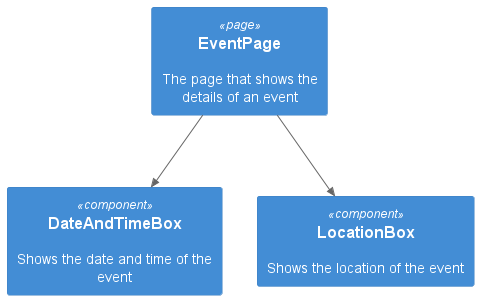 «page»
EventPage
The page that shows the
details of an event
«component»
DateAndTimeBox
Shows the date and time of the
event
«component»
LocationBox
Shows the location of the event